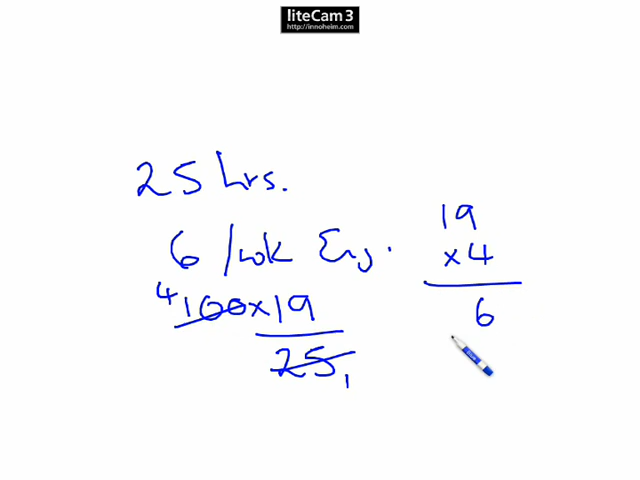 liteCam 3
http://innoheim.com
25 hrs.
6 /wk Eng.
4
100x19
25
1
19
x4
6